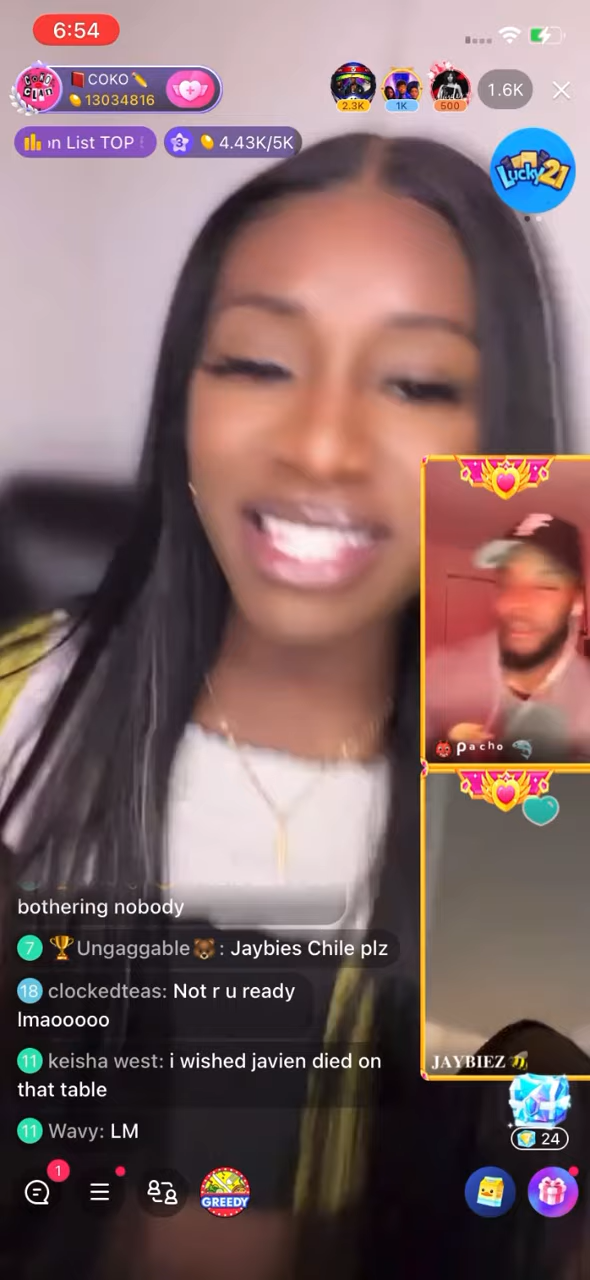 6:54
📕COKO✏️
13034816
2.3K
1K
600
1.6K
n List TOP
3
4.43K/5K
Lucky21
Pacho
bothering nobody
7 🏆Ungaggable🐻: Jaybies Chile plz
18 clockedteas: Not r u ready
lmaooooo
11 keisha west: i wished javien died on
that table
JAYBIEZ 🐝
11 Wavy: LM
24
1
GREEDY